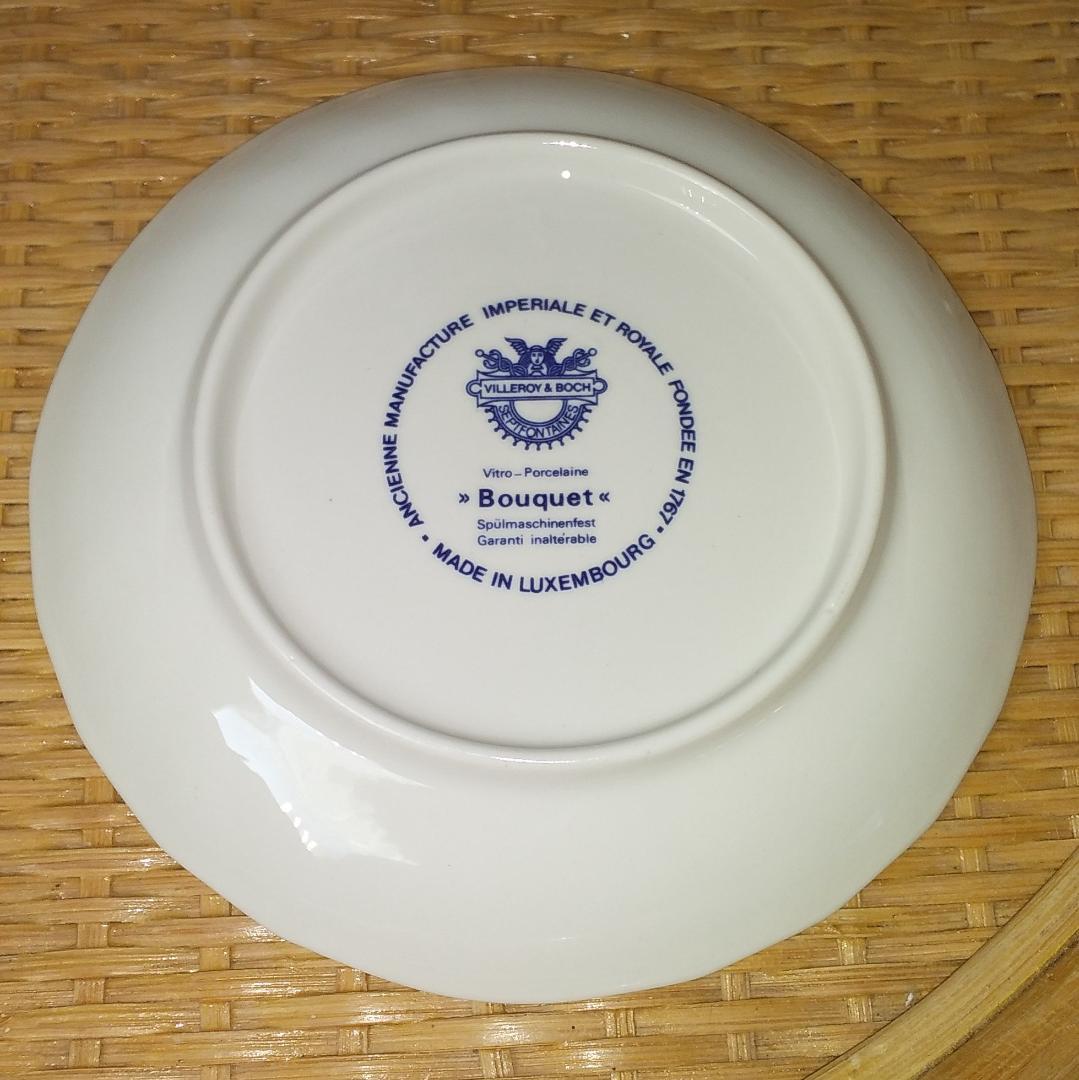 ANCIENNE MANUFACTURE IMPERIALE ET ROYALE FONDEE EN 1767 •
VILLEROY & BOCH
SEPTFONTAINES
Vitro – Porcelaine
» Bouquet «
Spülmaschinenfest
Garanti inaltérable
MADE IN LUXEMBOURG •